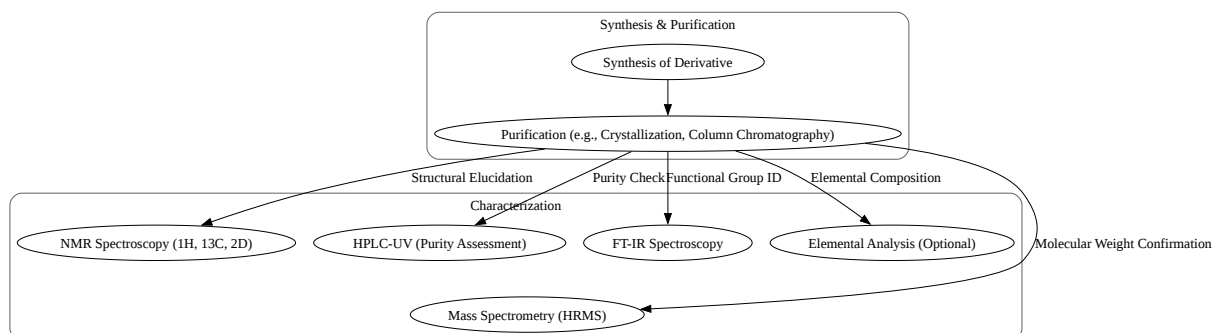 Synthesis & Purification
Synthesis of Derivative
Purification (e.g., Crystallization, Column Chromatography)
Structural Elucidation
Purity Check
Functional Group ID
Elemental Composition
Characterization
NMR Spectroscopy (1H, 13C, 2D)
HPLC-UV (Purity Assessment)
FT-IR Spectroscopy
Elemental Analysis (Optional)
Molecular Weight Confirmation
Mass Spectrometry (HRMS)